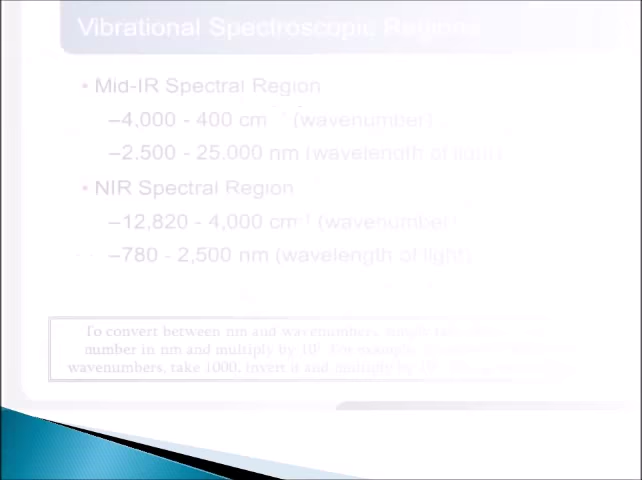 Vibrational Spectroscopic Regions
• Mid-IR Spectral Region
–4,000 - 400 cm⁻¹ (wavenumber)
–2,500 - 25,000 nm (wavelength of light)
• NIR Spectral Region
–12,820 - 4,000 cm⁻¹ (wavenumber)
–780 - 2,500 nm (wavelength of light)
To convert between nm and wavenumbers, simply
number in nm and multiply by 10⁷. For example,
wavenumbers, take 1000, invert it and multiply by 10⁷.